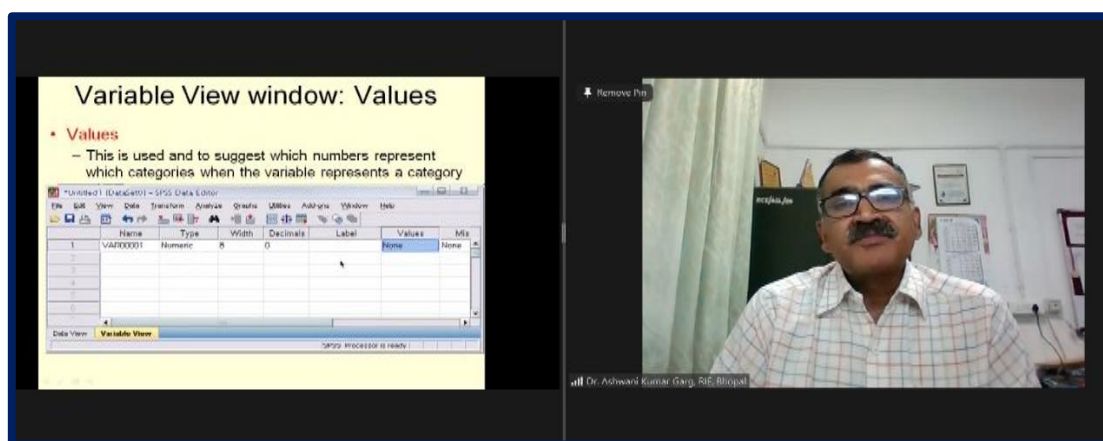 Variable View window: Values
• Values
– This is used and to suggest which numbers represent
which categories when the variable represents a category
*Untitled1 [DataSet0] - SPSS Data Editor
File Edit View Data Transform Analyze Graphs Utilities Add-ons Window Help
Name Type Width Decimals Label Values Mis
1 VAR00001 Numeric 8 0 None None
2
3
4
5
6
Data View Variable View
SPSS Processor is ready
Remove Pin
Dr. Ashwani Kumar Garg, RIE, Bhopal